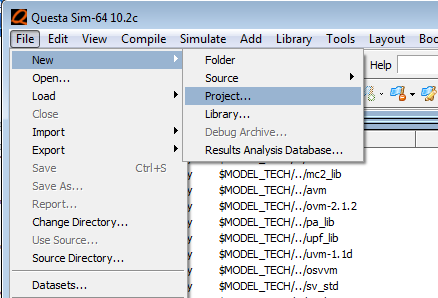 Questa Sim-64 10.2c
File Edit View Compile Simulate Add Library Tools Layout Boo
Help
New
Open...
Load
Close
Import
Export
Save Ctrl+S
Save As...
Report...
Change Directory...
Use Source...
Source Directory...
Datasets...
Folder
Source
Project...
Library...
Debug Archive...
Results Analysis Database...
y $MODEL_TECH/../mc2_lib
y $MODEL_TECH/../avm
y $MODEL_TECH/../ovm-2.1.2
y $MODEL_TECH/../pa_lib
y $MODEL_TECH/../upf_lib
y $MODEL_TECH/../uvm-1.1d
y $MODEL_TECH/../osvvm
y $MODEL_TECH/../sv_std